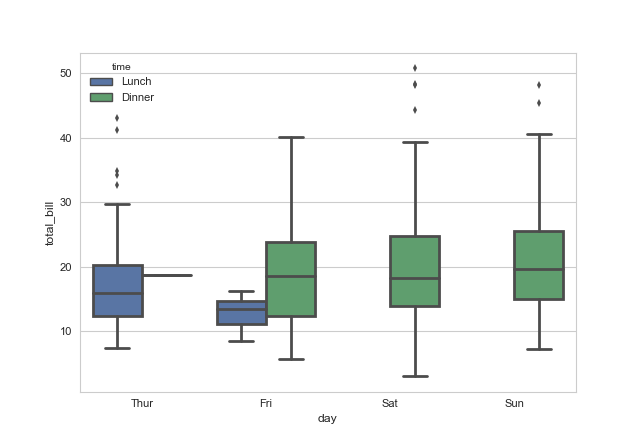 time
Lunch
Dinner
50
40
30
20
10
total_bill
Thur Fri Sat Sun
day